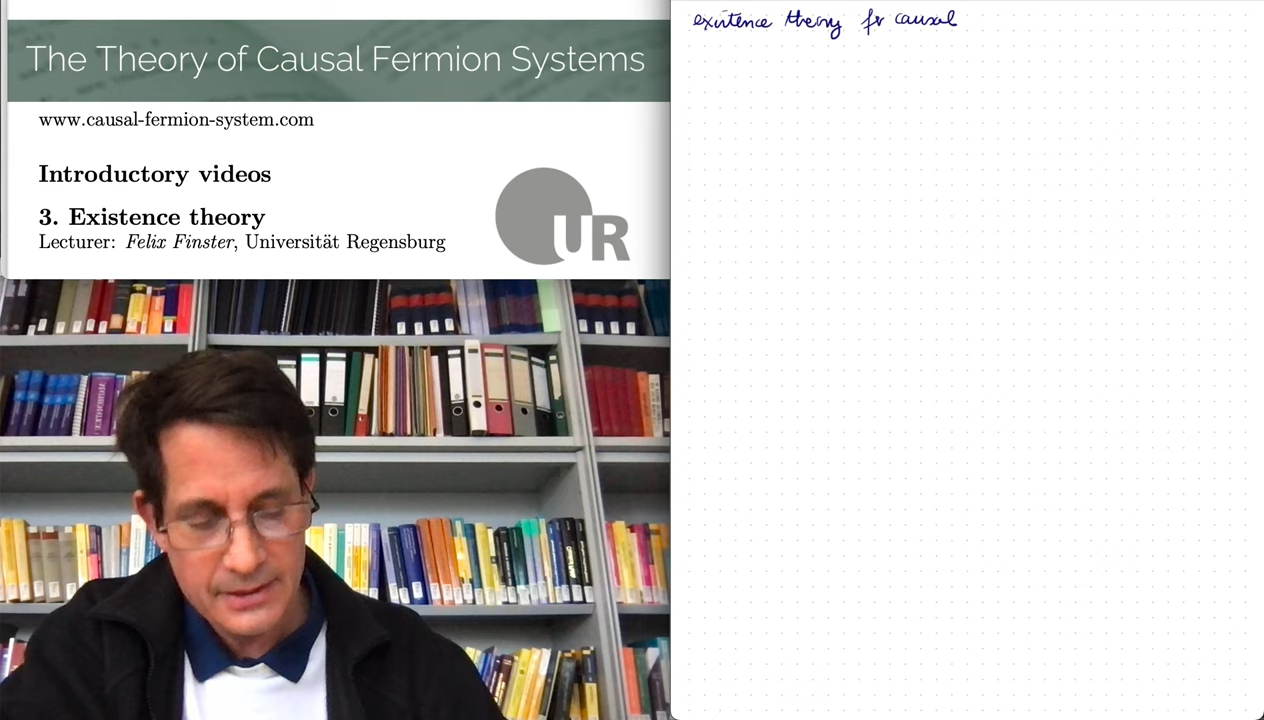 The Theory of Causal Fermion Systems
www.causal-fermion-system.com
Introductory videos
3. Existence theory
Lecturer: Felix Finster, Universität Regensburg
UR
existence theory for causal